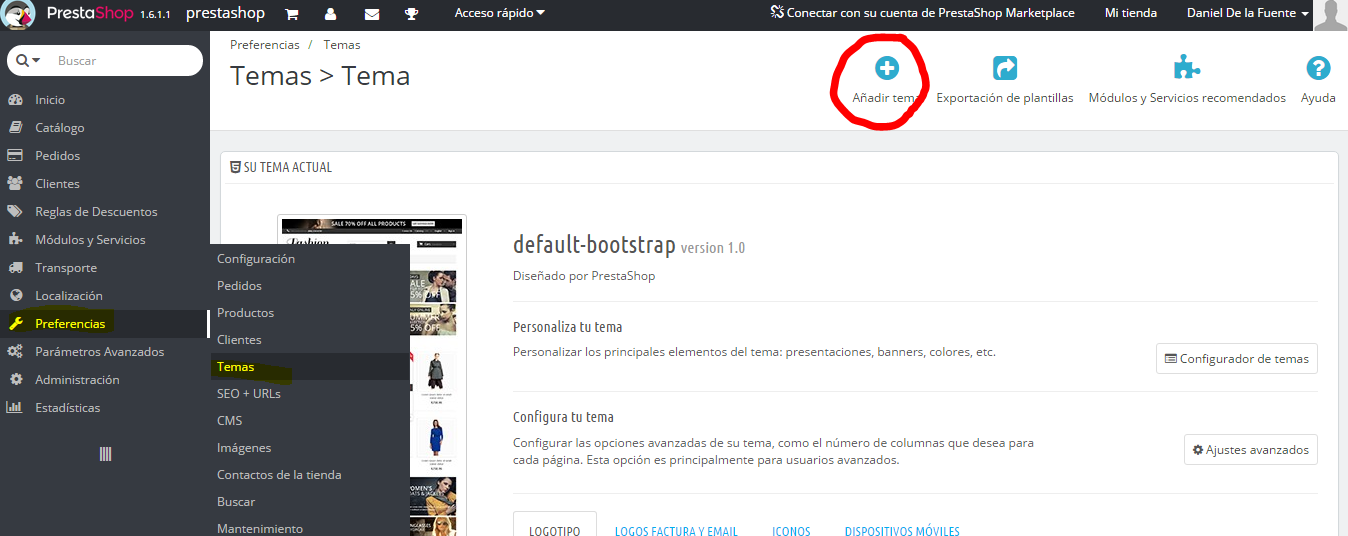 PrestaShop 1.6.1.1 prestashop Acceso rápido Conectar con su cuenta de PrestaShop Marketplace Mi tienda Daniel De la Fuente
Buscar
Inicio
Catálogo
Pedidos
Clientes
Reglas de Descuentos
Módulos y Servicios
Transporte
Localización
Preferencias
Parámetros Avanzados
Administración
Estadísticas
Configuración
Pedidos
Productos
Clientes
Temas
SEO + URLs
CMS
Imágenes
Contactos de la tienda
Buscar
Mantenimiento
Preferencias / Temas
Temas > Tema
Añadir tema
Exportación de plantillas
Módulos y Servicios recomendados
Ayuda
SU TEMA ACTUAL
SALE 70% OFF ALL PRODUCTS
Fashion
default-bootstrap version 1.0
Diseñado por PrestaShop
Personaliza tu tema
Personalizar los principales elementos del tema: presentaciones, banners, colores, etc.
Configurador de temas
Configura tu tema
Configurar las opciones avanzadas de su tema, como el número de columnas que desea para
cada página. Esta opción es principalmente para usuarios avanzados.
Ajustes avanzados
LOGOTIPO LOGOS FACTURA Y EMAIL ICONOS DISPOSITIVOS MÓVILES